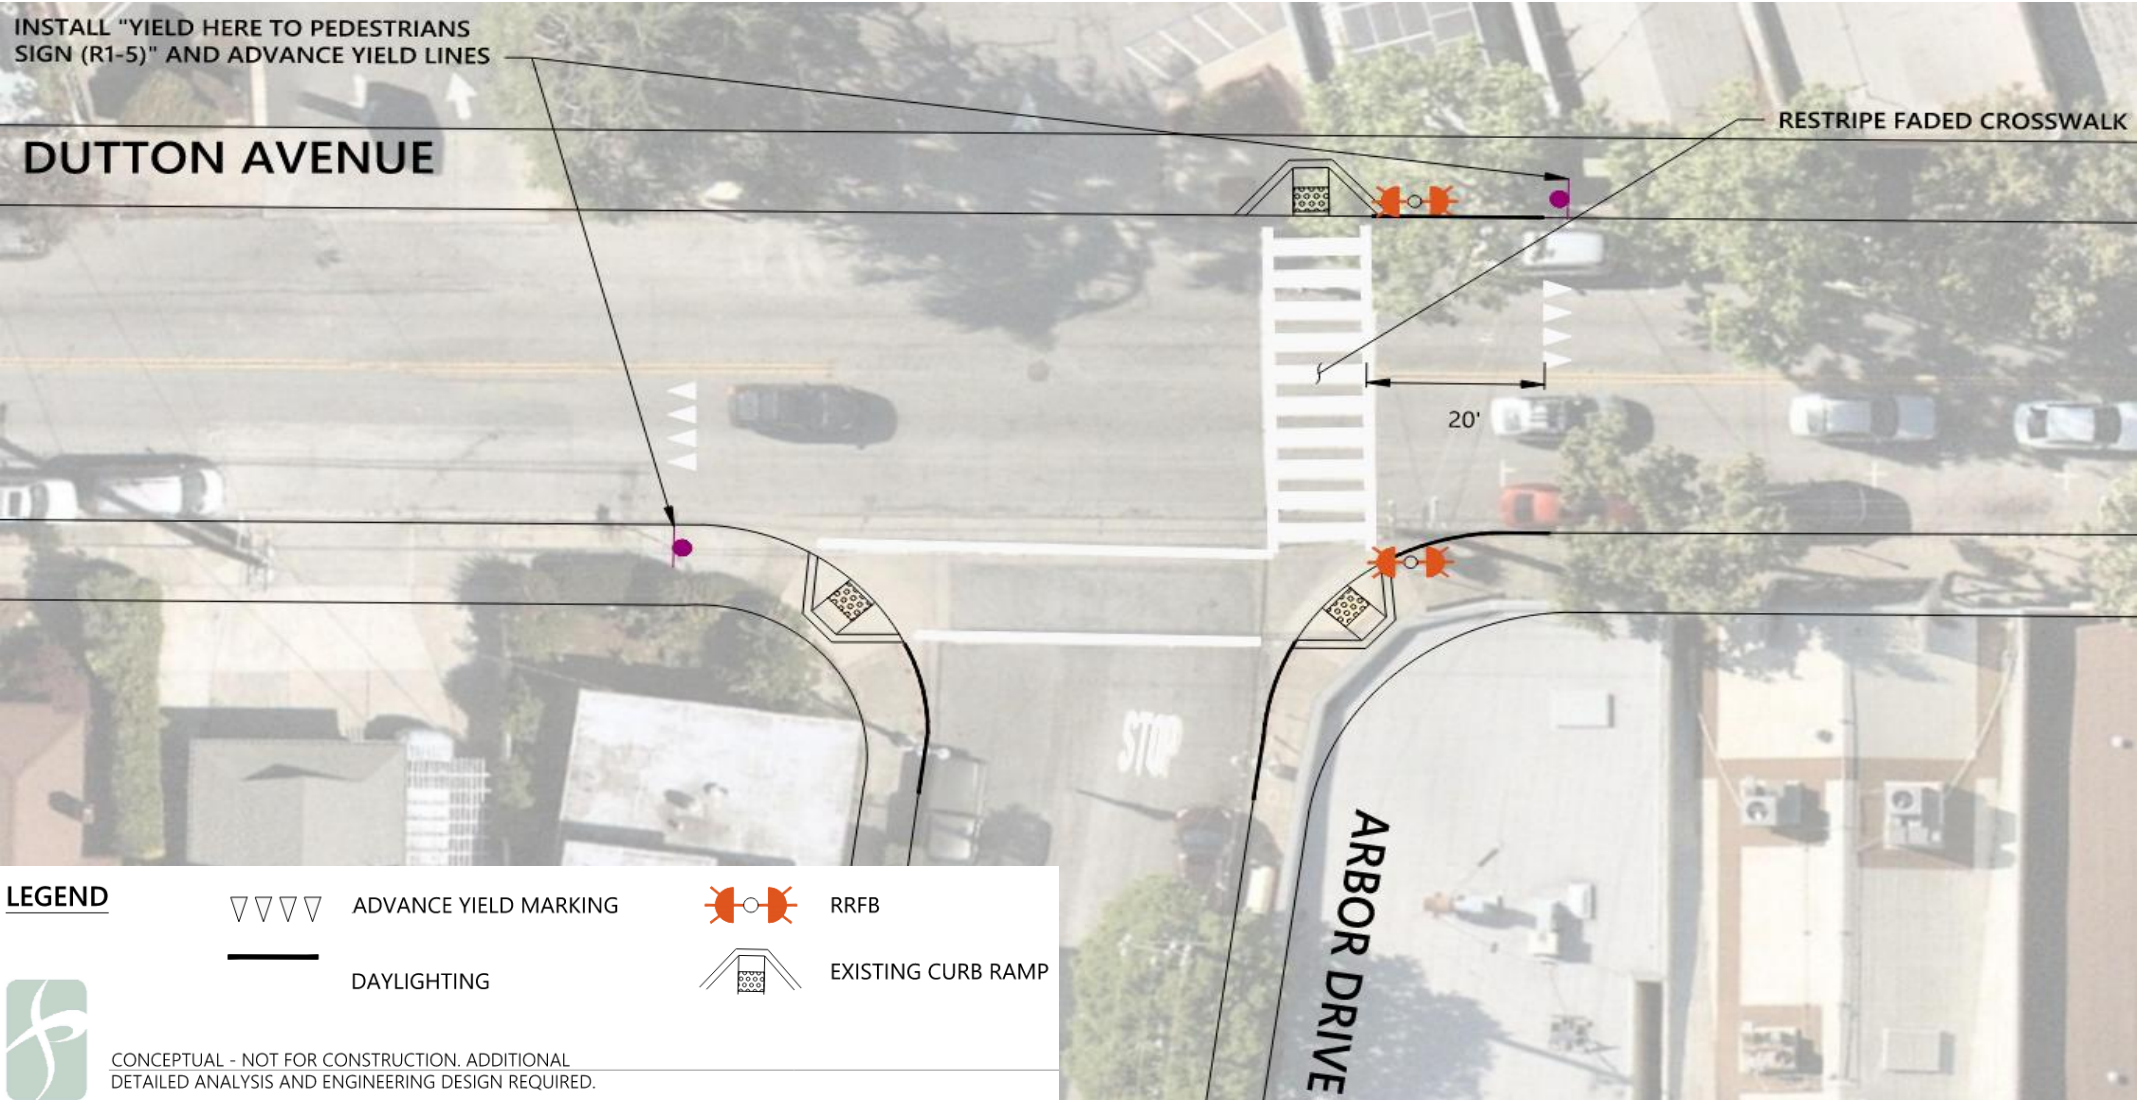 INSTALL "YIELD HERE TO PEDESTRIANS
SIGN (R1-5)" AND ADVANCE YIELD LINES
RESTRIPE FADED CROSSWALK
DUTTON AVENUE
20'
STOP
ARBOR DRIVE
LEGEND
ADVANCE YIELD MARKING
RRFB
DAYLIGHTING
EXISTING CURB RAMP
CONCEPTUAL - NOT FOR CONSTRUCTION. ADDITIONAL
DETAILED ANALYSIS AND ENGINEERING DESIGN REQUIRED.